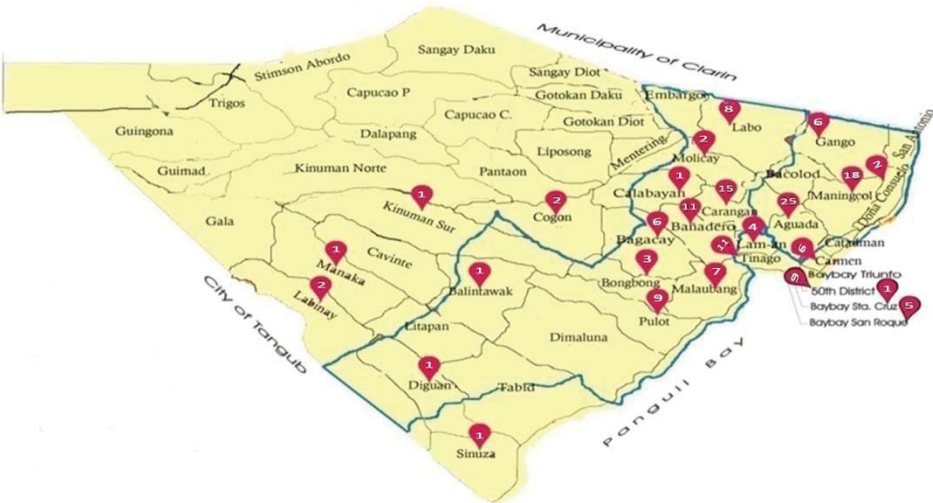 Municipality of Clarin
Sangay Daku
Stimson Abordo
Sangay Diot
Trigos
Capucao P
Gotokan Daku
Embargo
8
Labo
6
Gango
San Antonio
Guingona
Capucao C.
Gotokan Diot
Dalapang
Liposong
Mentering
2
Molicay
Guimad
Kinuman Norte
Pantaon
Bacolod
2
18
Maningcol
Doña Consuelo
1
Calabayan
15
Carangan
11
Bañadero
25
Aguada
1
Kinuman Sur
2
Cogon
6
Bagacay
4
Lam-an
Gala
1
Manaka
Cavinte
11
Tinago
6
Catadman
Carmen
3
Bongbong
7
Malaubang
9
Baybay Triunfo
50th District
1
Baybay Sta. Cruz
5
Baybay San Roque
2
Labinay
1
Balintawak
9
Pulot
City of Tangub
Litapan
Dimaluna
1
Diguan
Tabid
Panguil Bay
1
Sinuza